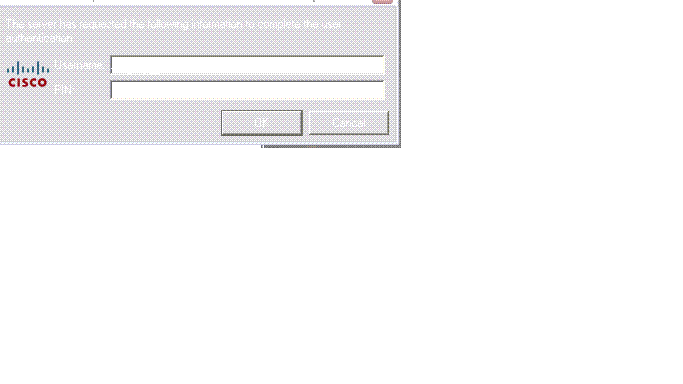 The server has requested the following information to complete the user
authentication.
Username:
CISCO
PIN:
OK
Cancel